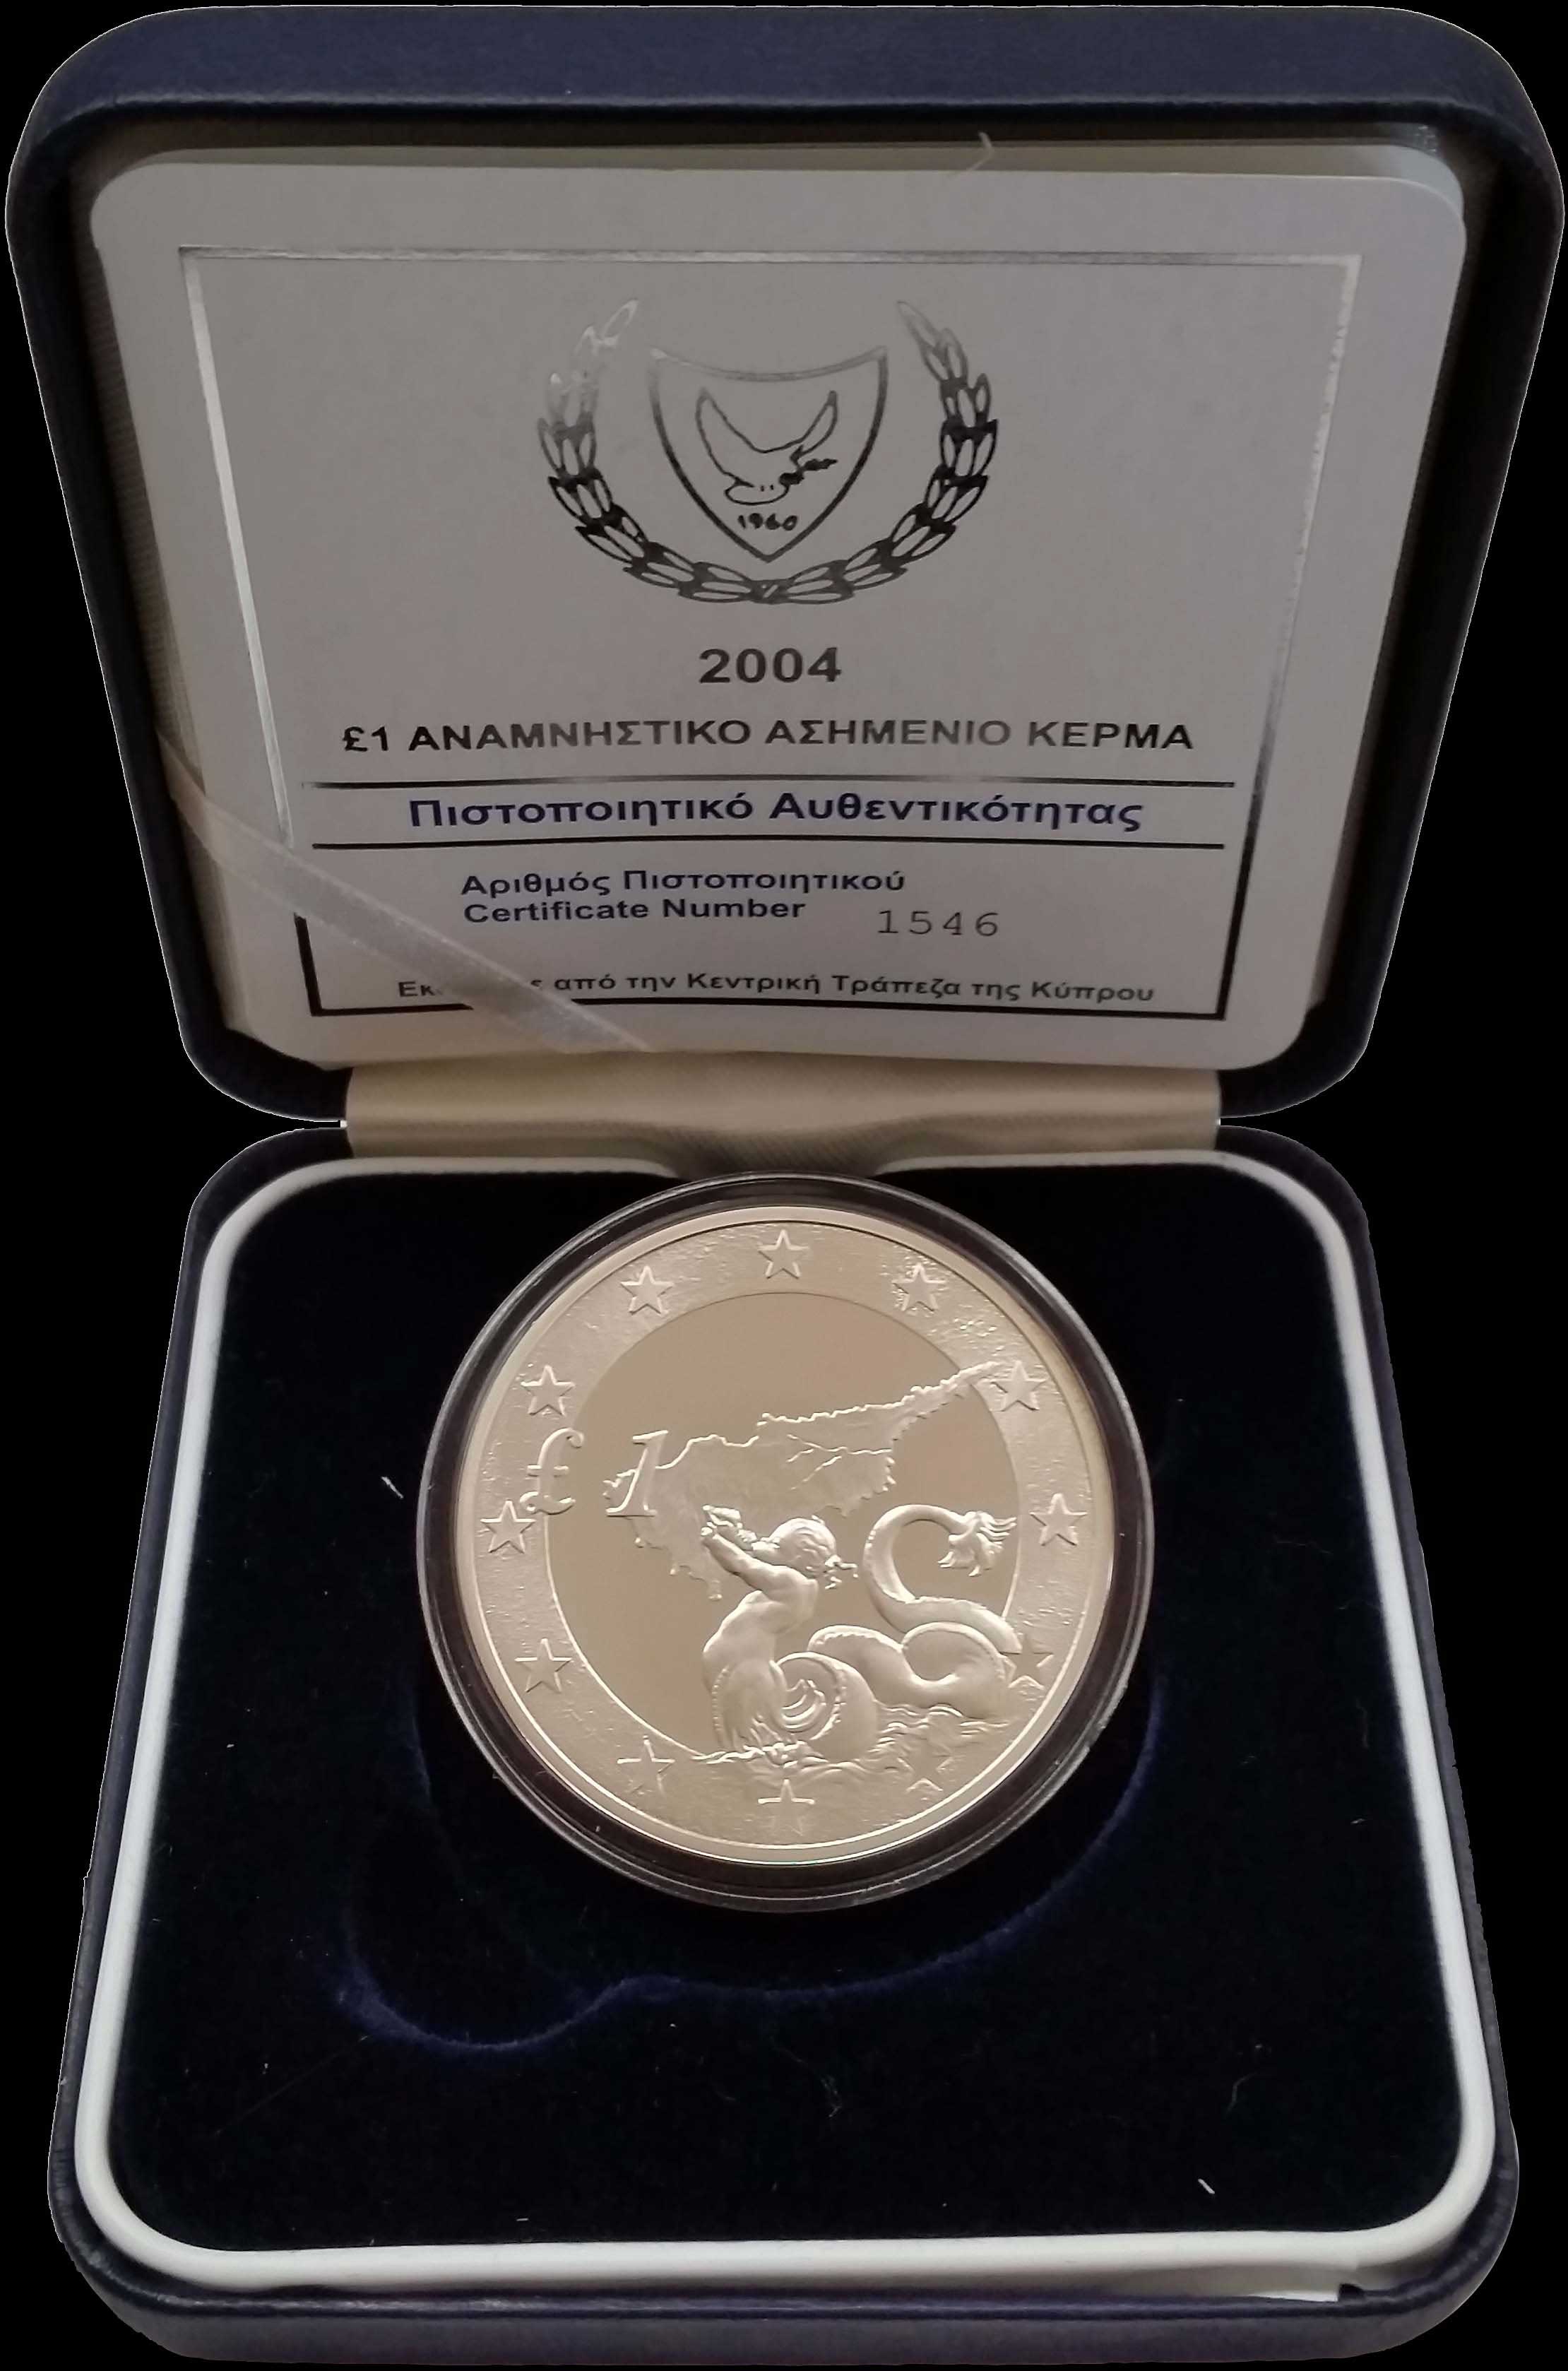 1960
2004
£1 ΑΝΑΜΝΗΣΤΙΚΟ ΑΣΗΜΕΝΙΟ ΚΕΡΜΑ
Πιστοποιητικό Αυθεντικότητας
Αριθμός Πιστοποιητικού
Certificate Number 1546
από την Κεντρική Τράπεζα της Κύπρου
£1